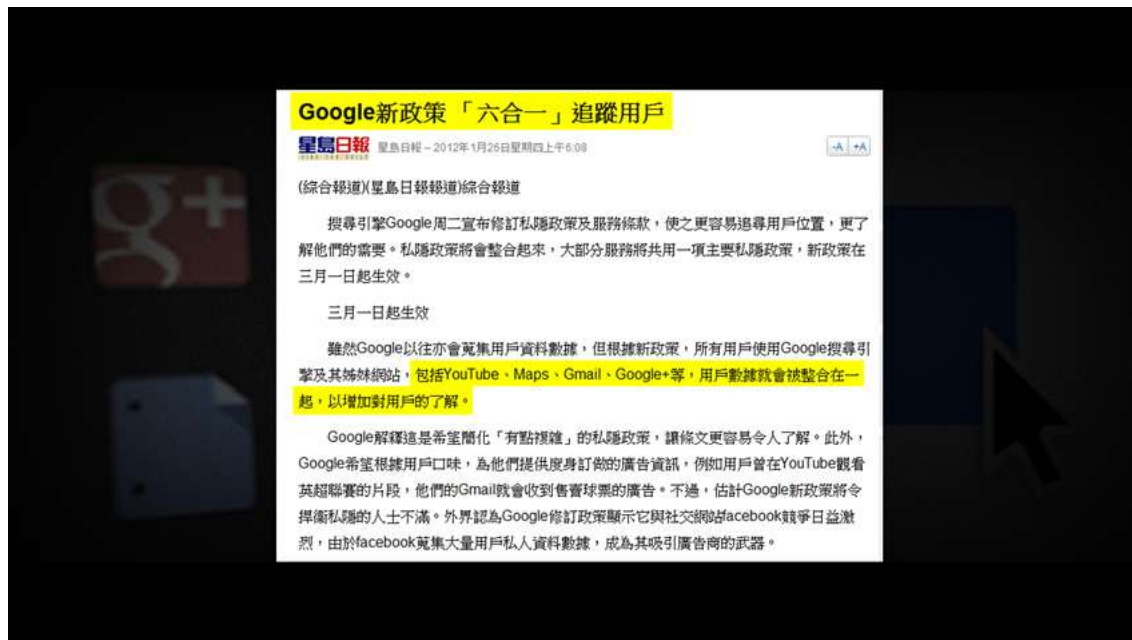 Google新政策 「六合一」追蹤用戶
星島日報 星島日報 – 2012年1月26日星期四上午6:08 -A +A
(綜合報道)(星島日報報道)綜合報道
搜尋引擎Google周二宣布修訂私隱政策及服務條款,使之更容易追尋用戶位置,更了
解他們的需要。私隱政策將會整合起來,大部分服務將共用一項主要私隱政策,新政策在
三月一日起生效。
三月一日起生效
雖然Google以往亦會蒐集用戶資料數據,但根據新政策,所有用戶使用Google搜尋引
擎及其姊妹網站,包括YouTube、Maps、Gmail、Google+等,用戶數據就會被整合在一
起,以增加對用戶的了解。
Google解釋這是希望簡化「有點複雜」的私隱政策,讓條文更容易令人了解。此外,
Google希望根據用戶口味,為他們提供度身訂做的廣告資訊,例如用戶曾在YouTube觀看
英超聯賽的片段,他們的Gmail就會收到售賣球票的廣告。不過,估計Google新政策將令
捍衞私隱的人士不滿。外界認為Google修訂政策顯示它與社交網站facebook競爭日益激
烈,由於facebook蒐集大量用戶私人資料數據,成為其吸引廣告商的武器。
g+